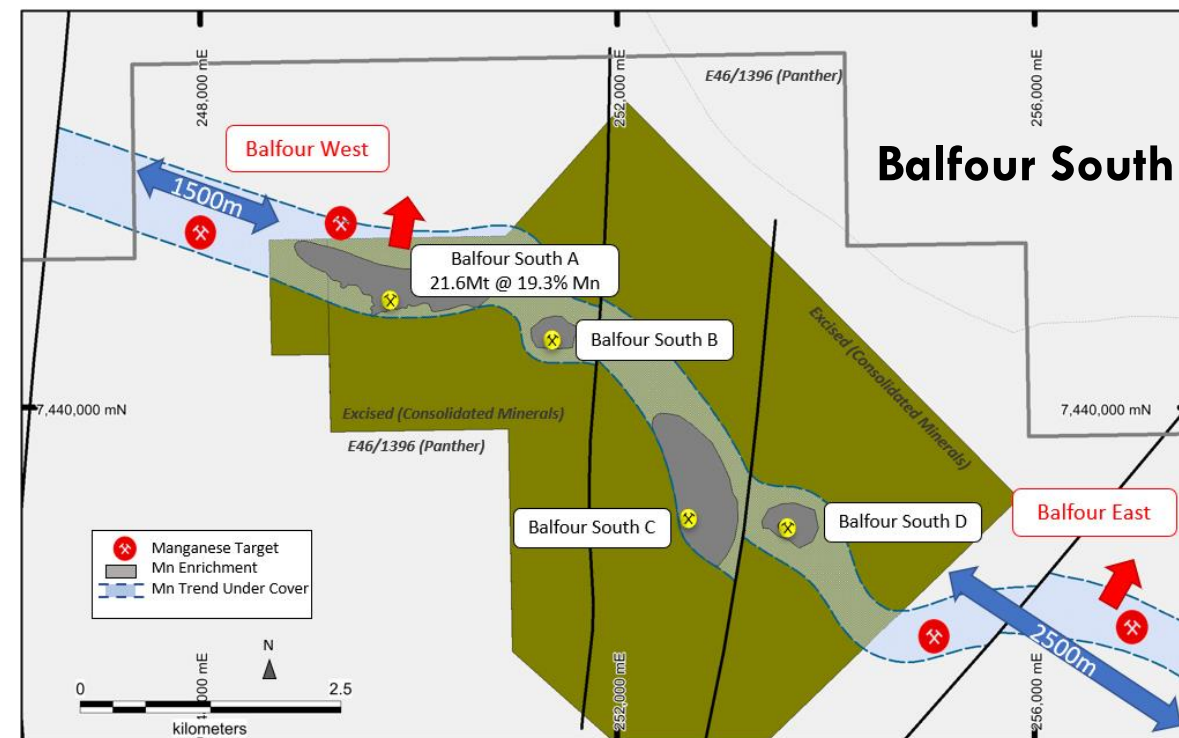 248,000 mE
252,000 mE
256,000 mE
E46/1396 (Panther)
Balfour South
Balfour West
1500m
Balfour South A
21.6Mt @ 19.3% Mn
Balfour South B
Excised (Consolidated Minerals)
7,440,000 mN
7,440,000 mN
Excised (Consolidated Minerals)
E46/1396 (Panther)
Balfour South C
Balfour South D
Balfour East
2500m
Manganese Target
Mn Enrichment
Mn Trend Under Cover
N
0
2.5
kilometers
000 mE
252,000 mE
256,000 mE